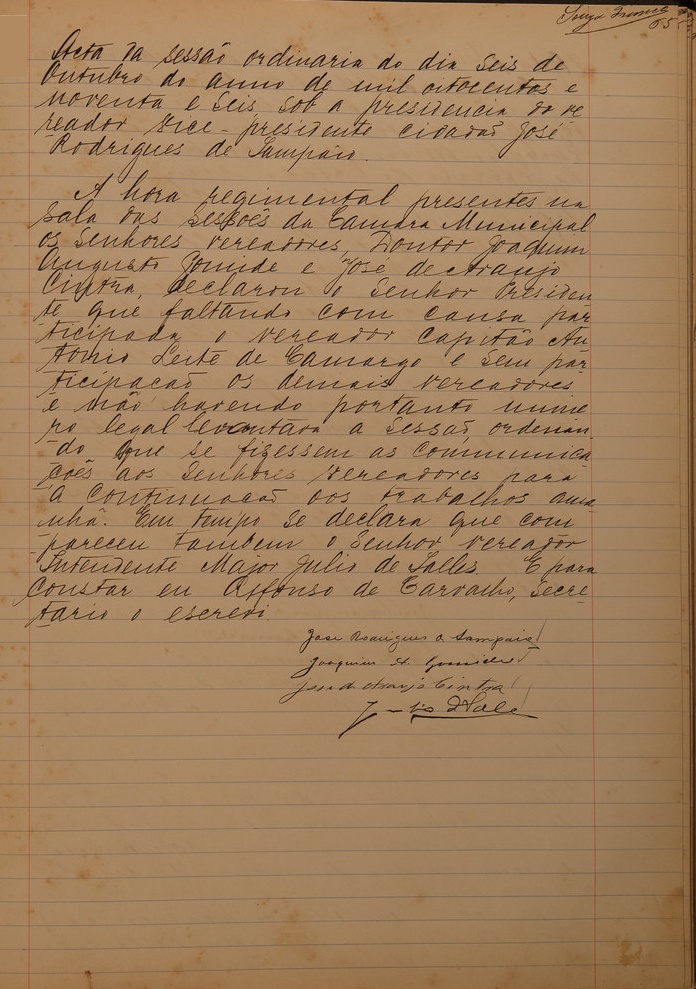 55
Acta da sessão ordinaria do dia seis de
Outubro do anno de mil oitocentos e
noventa e seis sob a presidencia do ve
reador vice-presidente cidadão José
Rodrigues de Sampaio.
A hora regimental presentes na
sala das sessões da Camara Municipal
os Senhores vereadores, Doutor Joaquim
Augusto Gomide e José de Araujo
Cintra, declarou o Senhor Presiden
te que faltando com causa par
ticipada o vereador Capitão An
tonio Leite de Camargo e sem par
ticipação os demais vereadores
e não havendo portanto nume
ro legal levantava a sessão, ordenan
do que se fizessem as communica
ções aos Senhores vereadores para
a continuação dos trabalhos ama
nhã. Em tempo se declara que com
pareceu tambem o Senhor vereador
Intendente Major Julio de Salles E para
constar eu Affonso de Carvalho, Secre
tario o escrevi.
Jose Rodrigues d Sampaio
Joaquim A. Gomide
José d Araujo Cintra